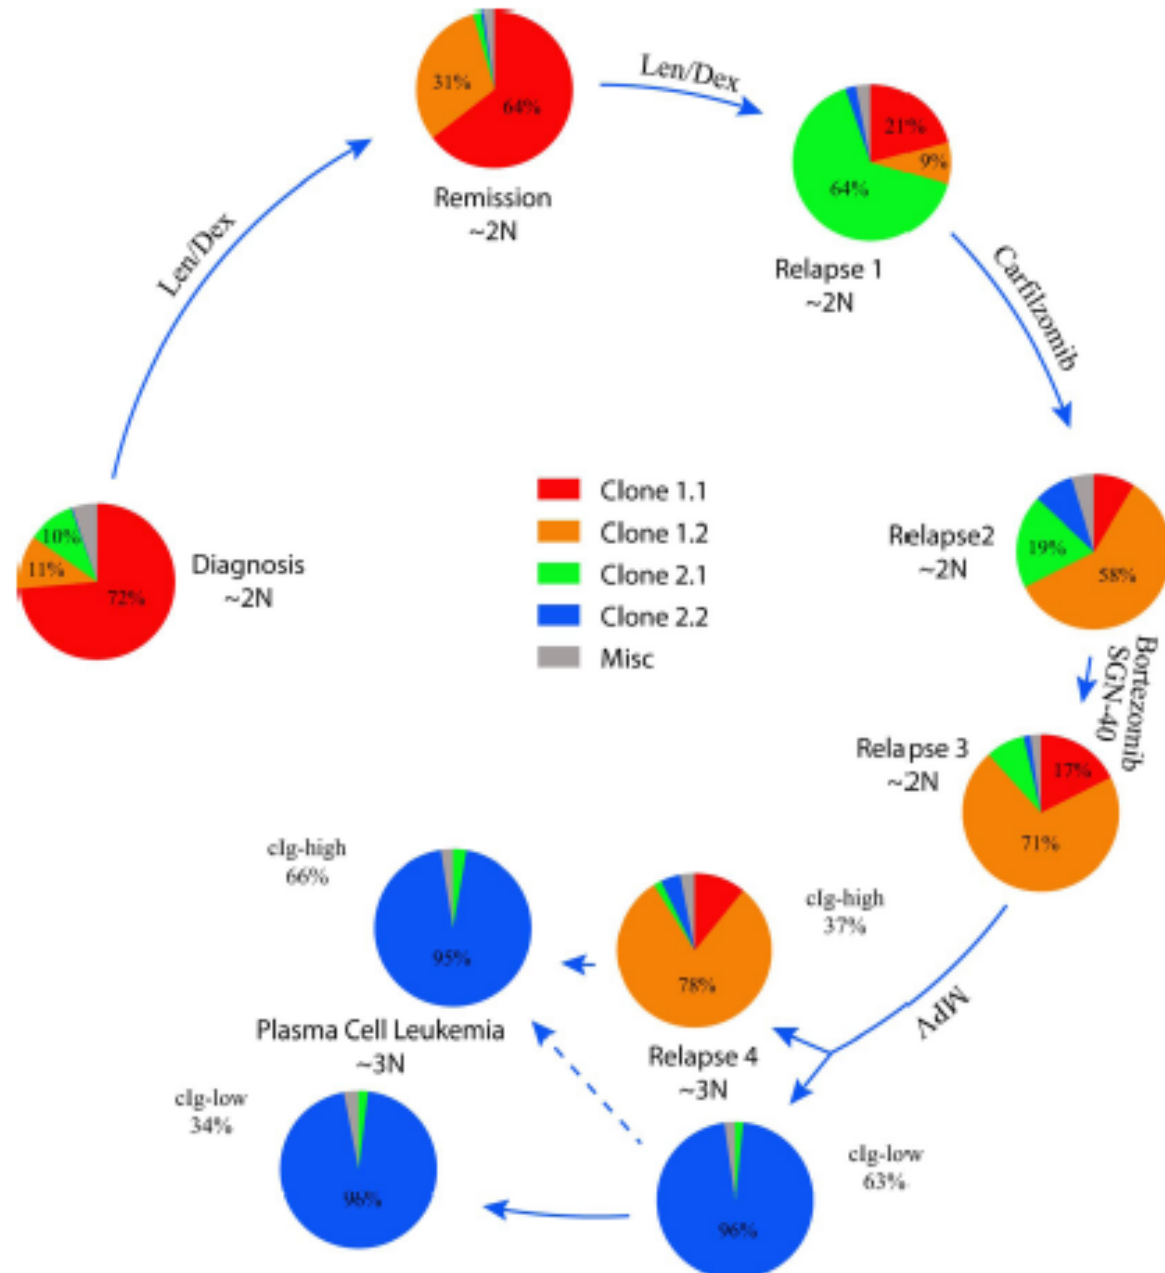 31%
64%
Remission
~2N
Len/Dex
21%
9%
64%
Relapse 1
~2N
Len/Dex
Carfilzomib
10%
11%
72%
Diagnosis
~2N
Clone 1.1
Clone 1.2
Clone 2.1
Clone 2.2
Misc
Relapse2
~2N
19%
58%
Bortezomib
SGN-40
Relapse 3
~2N
17%
71%
cIg-high
66%
95%
Plasma Cell Leukemia
~3N
cIg-high
37%
78%
Relapse 4
~3N
MPV
cIg-low
34%
96%
cIg-low
63%
96%